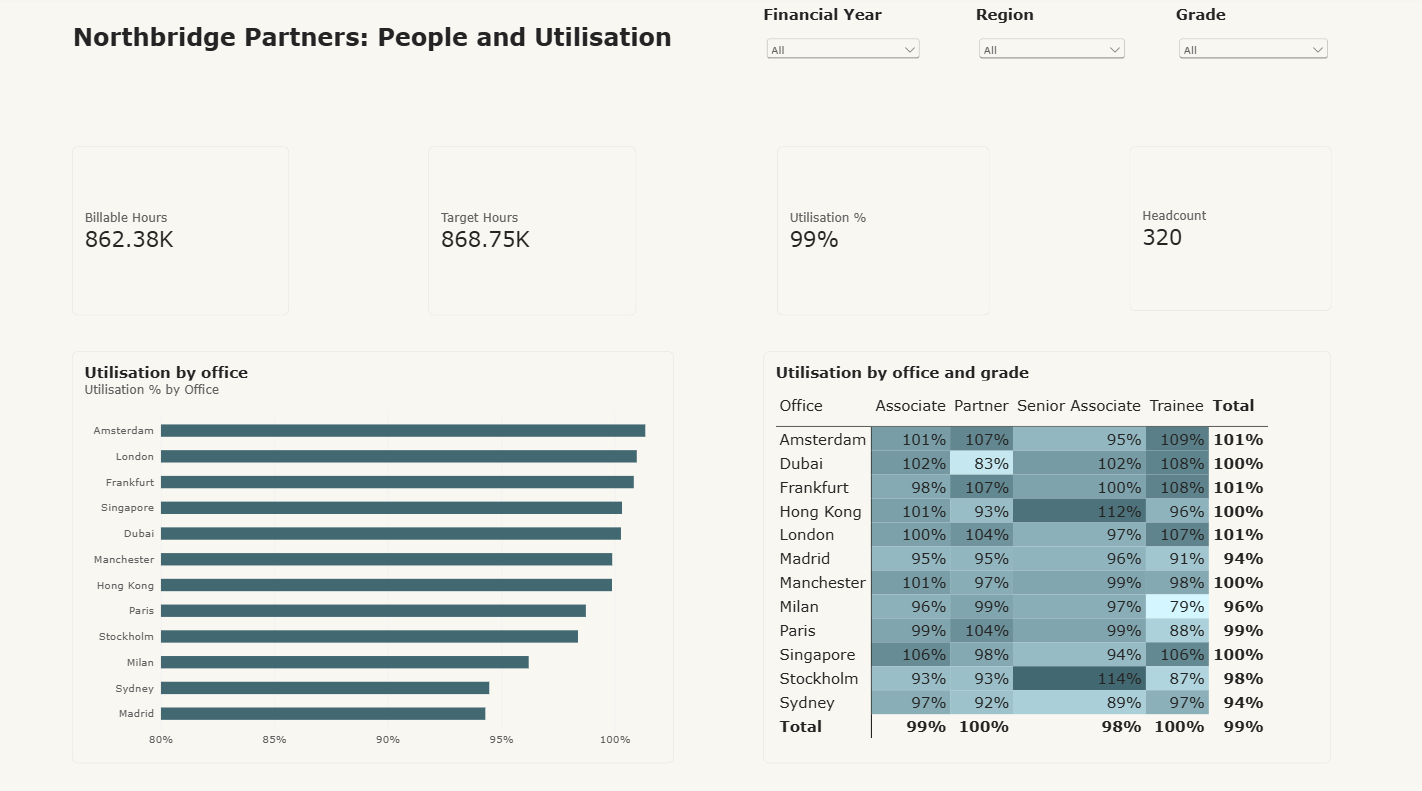 Northbridge Partners: People and Utilisation
Financial Year
All
Region
All
Grade
All
Billable Hours
862.38K
Target Hours
868.75K
Utilisation %
99%
Headcount
320
Utilisation by office
Utilisation % by Office
Amsterdam
London
Frankfurt
Singapore
Dubai
Manchester
Hong Kong
Paris
Stockholm
Milan
Sydney
Madrid
80% 85% 90% 95% 100%
Utilisation by office and grade
Office Associate Partner Senior Associate Trainee Total
Amsterdam 101% 107% 95% 109% 101%
Dubai 102% 83% 102% 108% 100%
Frankfurt 98% 107% 100% 108% 101%
Hong Kong 101% 93% 112% 96% 100%
London 100% 104% 97% 107% 101%
Madrid 95% 95% 96% 91% 94%
Manchester 101% 97% 99% 98% 100%
Milan 96% 99% 97% 79% 96%
Paris 99% 104% 99% 88% 99%
Singapore 106% 98% 94% 106% 100%
Stockholm 93% 93% 114% 87% 98%
Sydney 97% 92% 89% 97% 94%
Total 99% 100% 98% 100% 99%